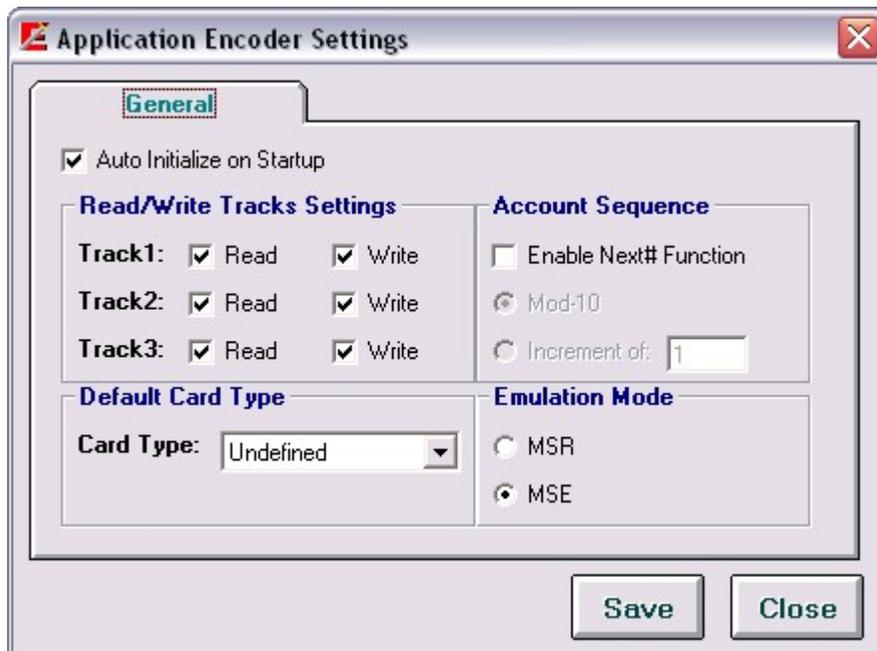 Application Encoder Settings
General
Auto Initialize on Startup
Read/Write Tracks Settings
Track1: Read Write
Track2: Read Write
Track3: Read Write
Account Sequence
Enable Next# Function
Mod-10
Increment of: 1
Default Card Type
Card Type: Undefined
Emulation Mode
MSR
MSE
Save Close